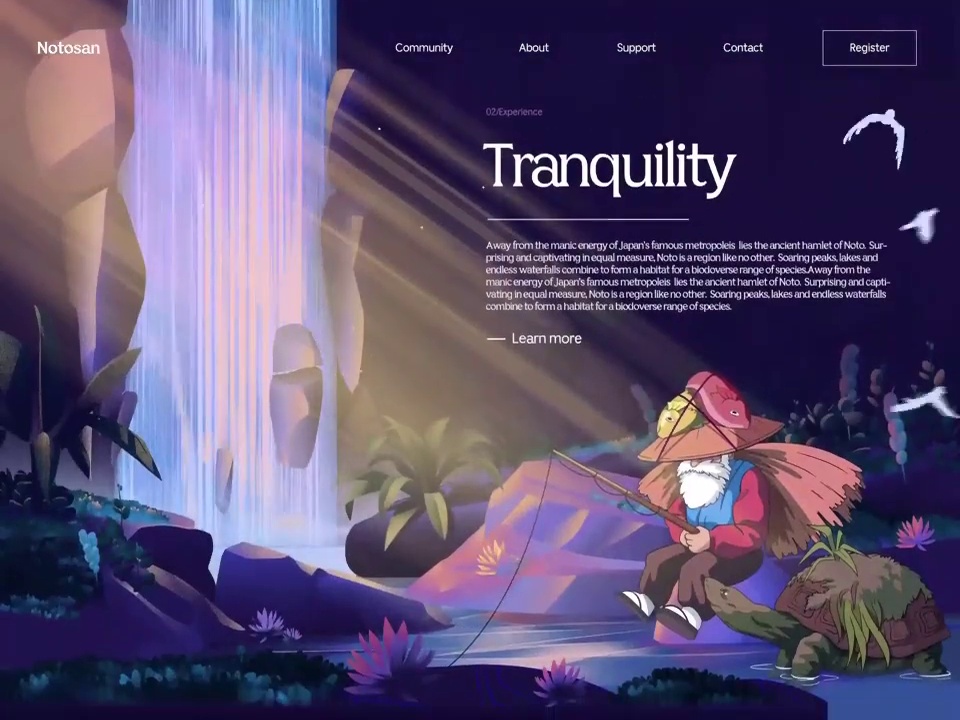 Notosan
Community
About
Support
Contact
Register
02/Experience
Tranquility
Away from the manic energy of Japan's famous metropoleis lies the ancient hamlet of Noto. Sur-
prising and captivating in equal measure, Noto is a region like no other. Soaring peaks, lakes and
endless waterfalls combine to form a habitat for a biodoverse range of species.Away from the
manic energy of Japan's famous metropoleis lies the ancient hamlet of Noto. Surprising and capti-
vating in equal measure, Noto is a region like no other. Soaring peaks, lakes and endless waterfalls
combine to form a habitat for a biodoverse range of species.
Learn more